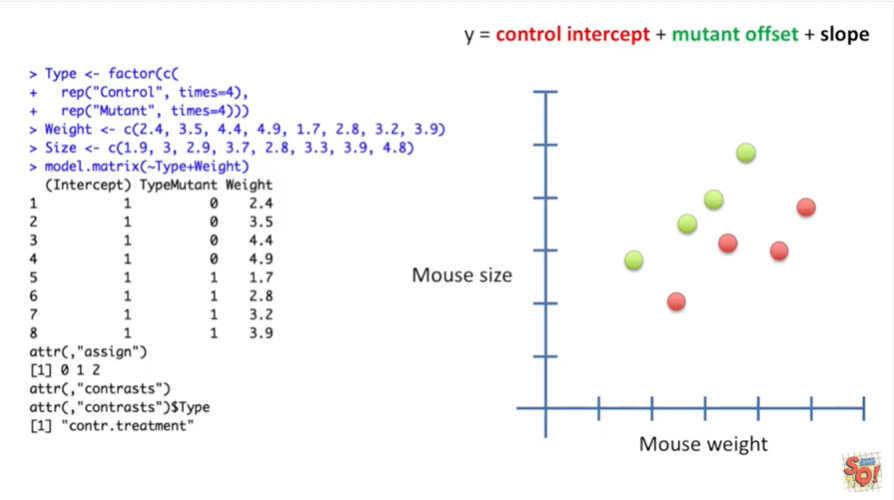 y = control intercept + mutant offset + slope
> Type <- factor(c(
+   rep("Control", times=4),
+   rep("Mutant", times=4)))
> Weight <- c(2.4, 3.5, 4.4, 4.9, 1.7, 2.8, 3.2, 3.9)
> Size <- c(1.9, 3, 2.9, 3.7, 2.8, 3.3, 3.9, 4.8)
> model.matrix(~Type+Weight)
  (Intercept) TypeMutant Weight
1           1          0    2.4
2           1          0    3.5
3           1          0    4.4
4           1          0    4.9
5           1          1    1.7
6           1          1    2.8
7           1          1    3.2
8           1          1    3.9
attr(,"assign")
[1] 0 1 2
attr(,"contrasts")
attr(,"contrasts")$Type
[1] "contr.treatment"
Mouse size
Mouse weight
SQ!